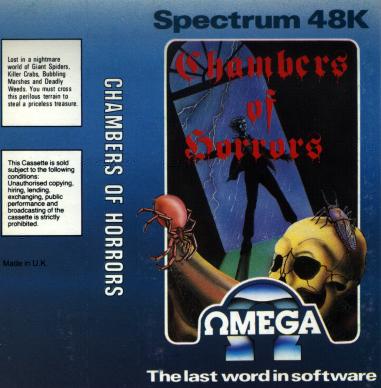 Lost in a nightmare
world of Giant Spiders,
Killer Crabs, Bubbling
Marshes and Deadly
Weeds. You must cross
this perilous terrain to
steal a priceless treasure.
This Cassette is sold
subject to the following
conditions:
Unauthorised copying,
hiring, lending,
exchanging, public
performance and
broadcasting of the
cassette is strictly
prohibited.
Made in U.K.
CHAMBERS OF HORRORS
Spectrum 48K
Chambers
of
Horrors
ΩMEGA
The last word in software